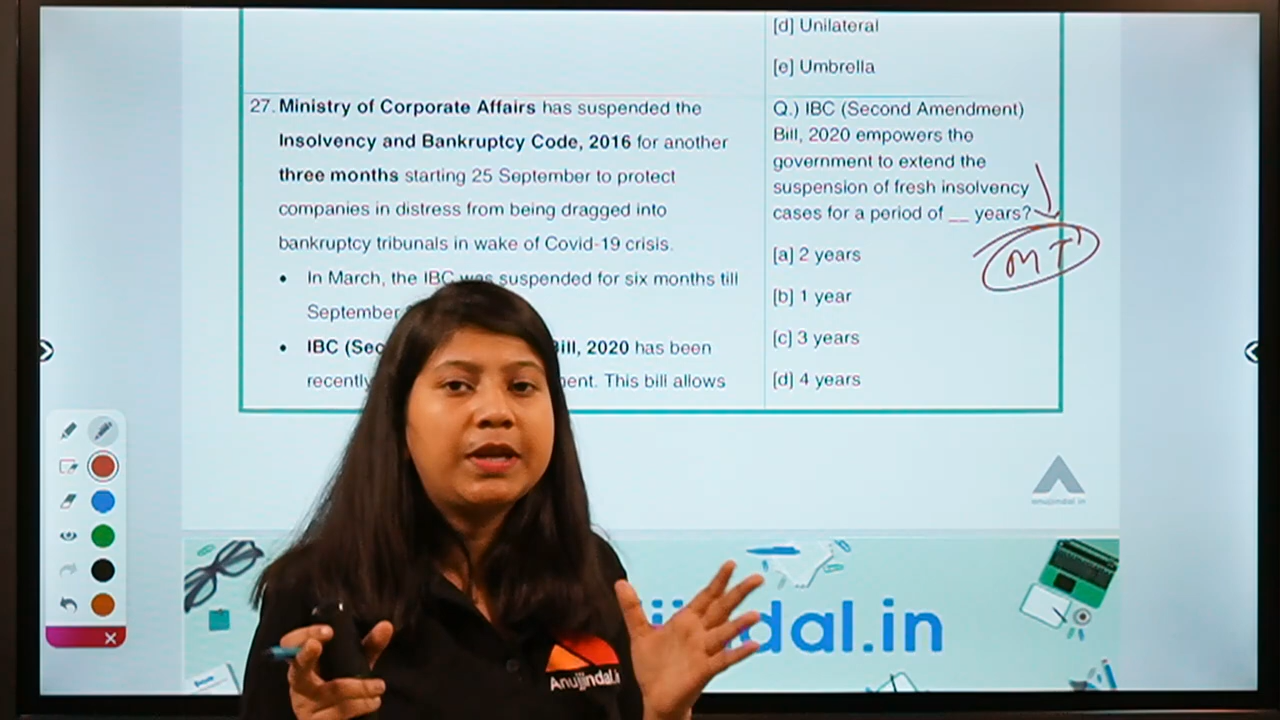 [d] Unilateral
[e] Umbrella
27. Ministry of Corporate Affairs has suspended the
Insolvency and Bankruptcy Code, 2016 for another
three months starting 25 September to protect
companies in distress from being dragged into
bankruptcy tribunals in wake of Covid-19 crisis.
• In March, the IBC was suspended for six months till
September
• IBC (Sec ill, 2020 has been
recently ent. This bill allows
Q.) IBC (Second Amendment)
Bill, 2020 empowers the
government to extend the
suspension of fresh insolvency
cases for a period of __ years?
[a] 2 years
[b] 1 year
[c] 3 years
[d] 4 years
MT
anujjindal.in
jindal.in
Anujjindal.i